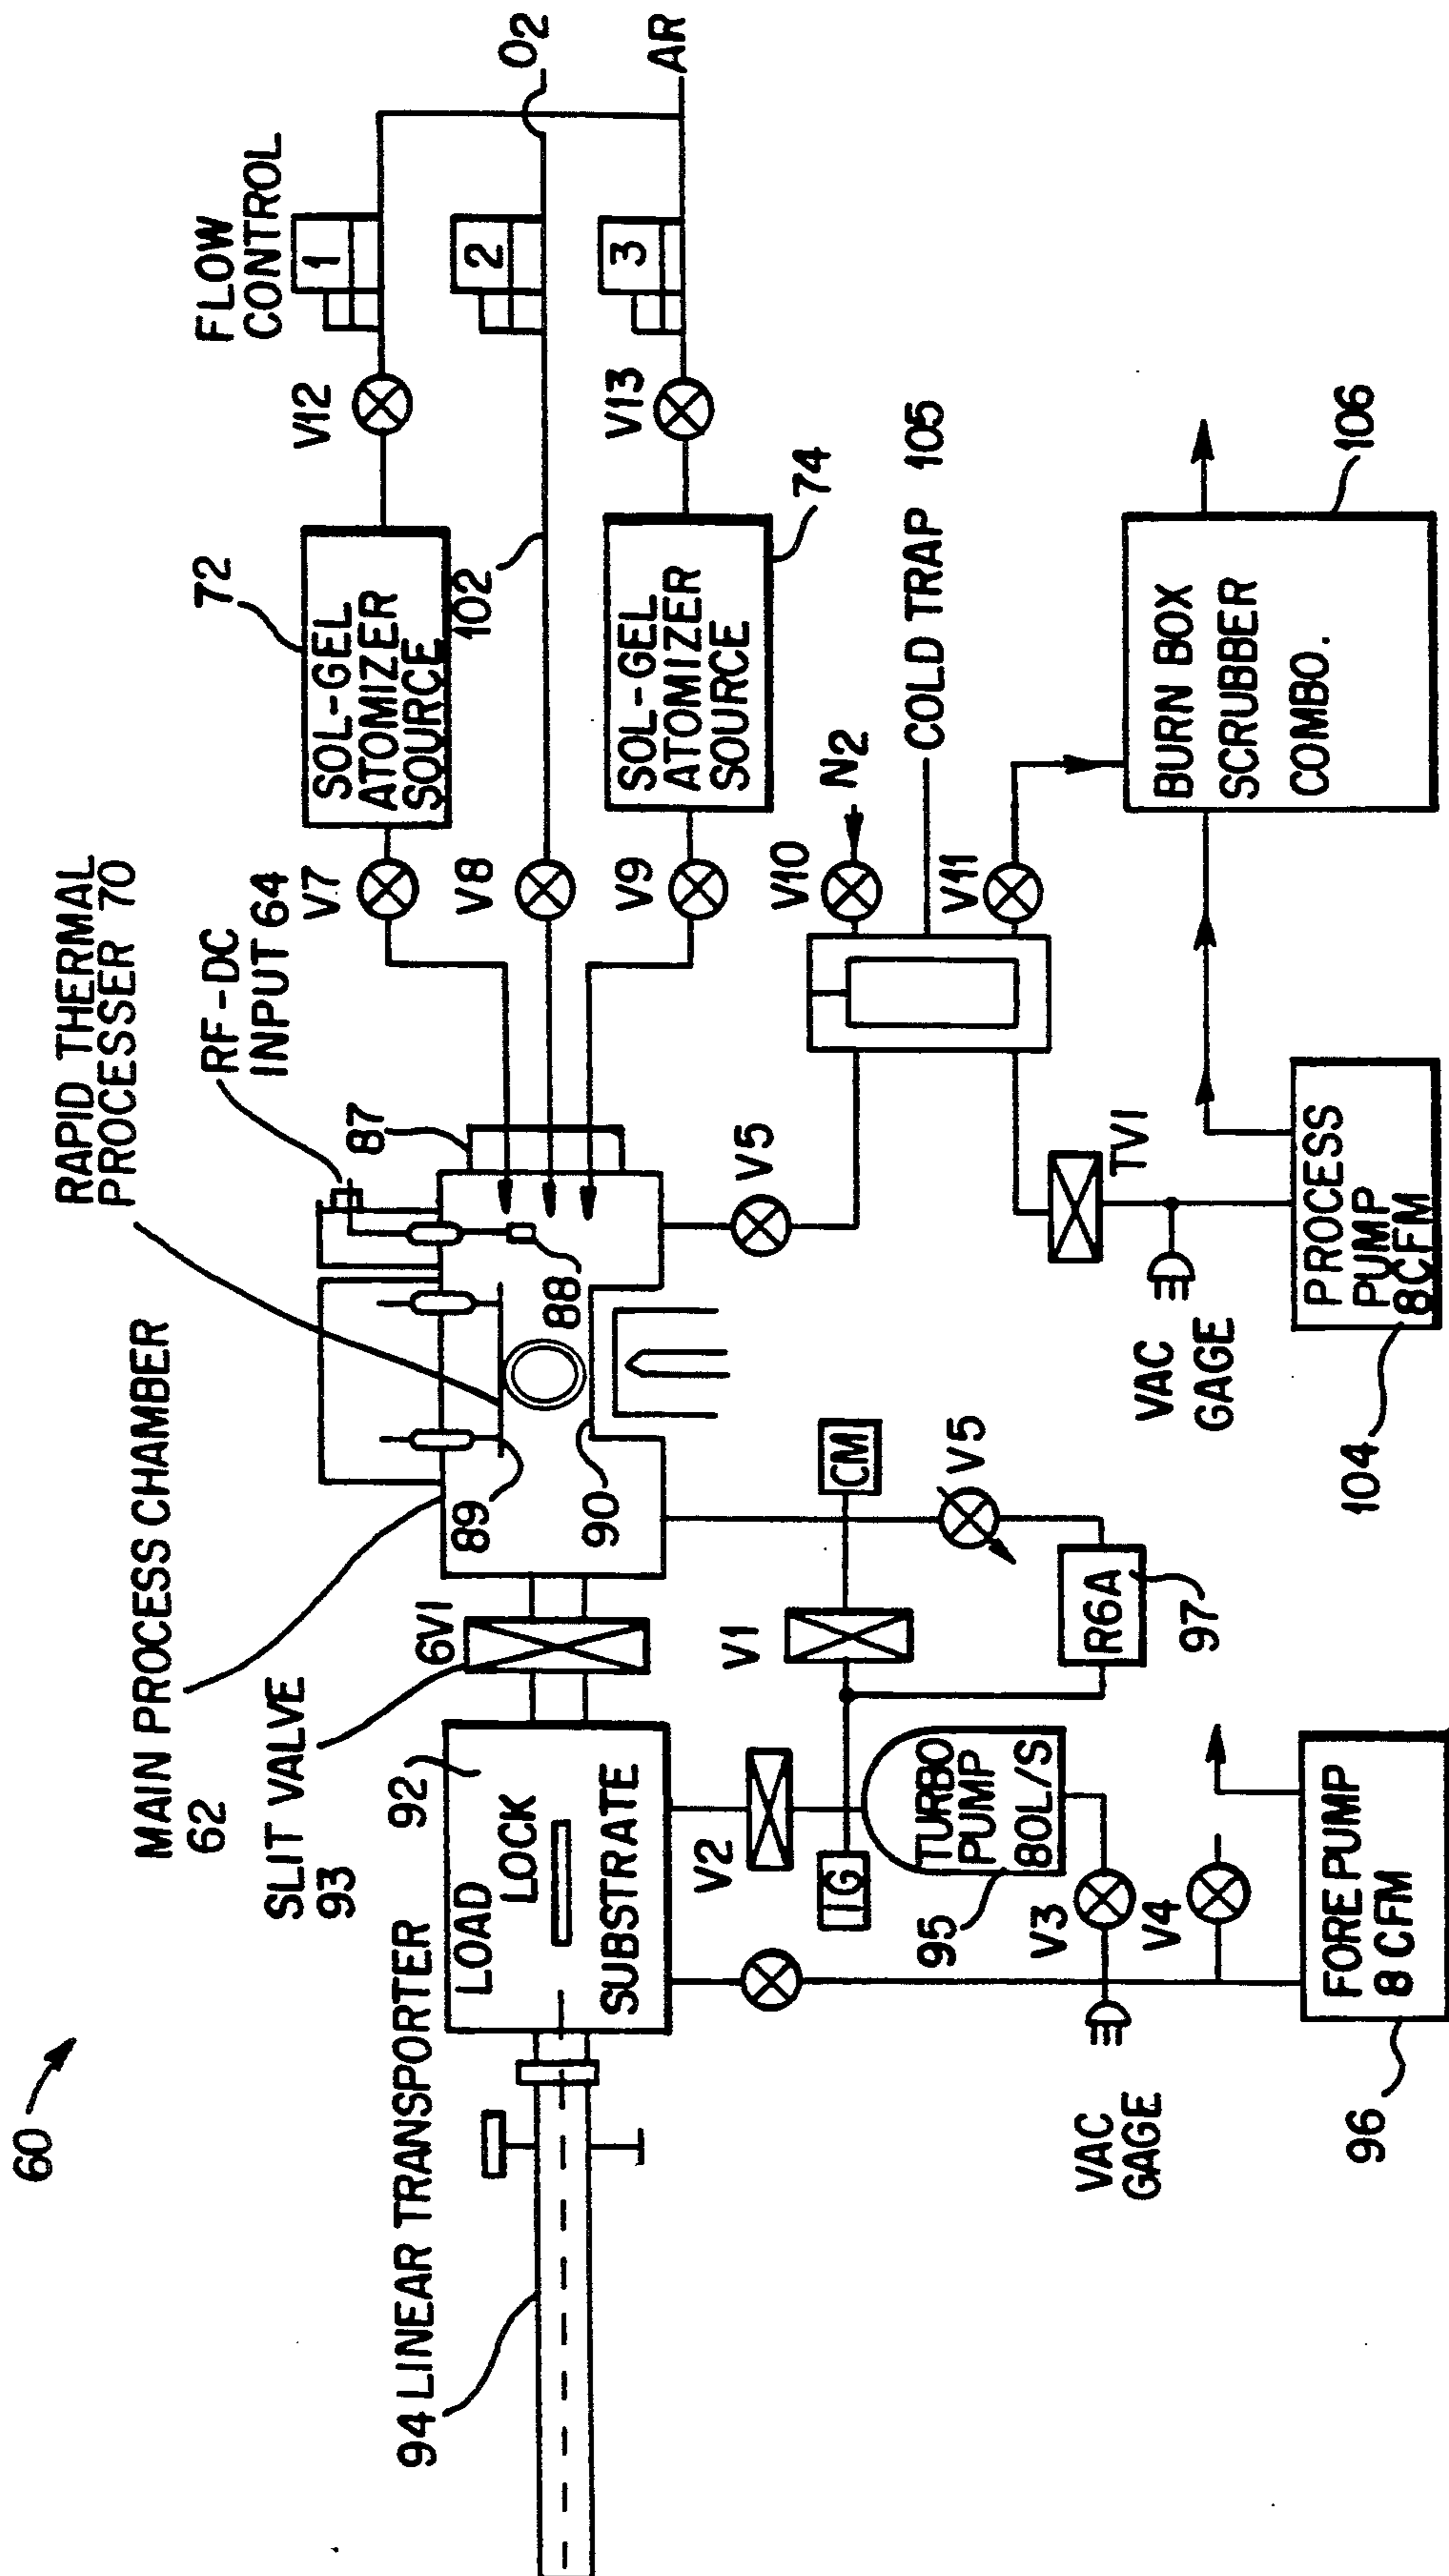 60
94 LINEAR TRANSPORTER
MAIN PROCESS CHAMBER
62
SLIT VALVE
93
RAPID THERMAL
PROCESSER 70
RF-DC
INPUT 64
FLOW
CONTROL
1
2
3
O2
AR
V12
V13
72
SOL-GEL
ATOMIZER
SOURCE
102
SOL-GEL
ATOMIZER
SOURCE
74
V7
V8
V9
87
88
89
90
6V1
92
LOAD
LOCK
SUBSTRATE
V1
V2
CM
V5
R6A
97
IG
TURBO
PUMP
80L/S
95
V3
V4
VAC
GAGE
FOREPUMP
8 CFM
96
V5
N2
V10
V11
COLD TRAP 105
TV1
VAC
GAGE
PROCESS
PUMP
8CFM
104
BURN BOX
SCRUBBER
COMBO.
106